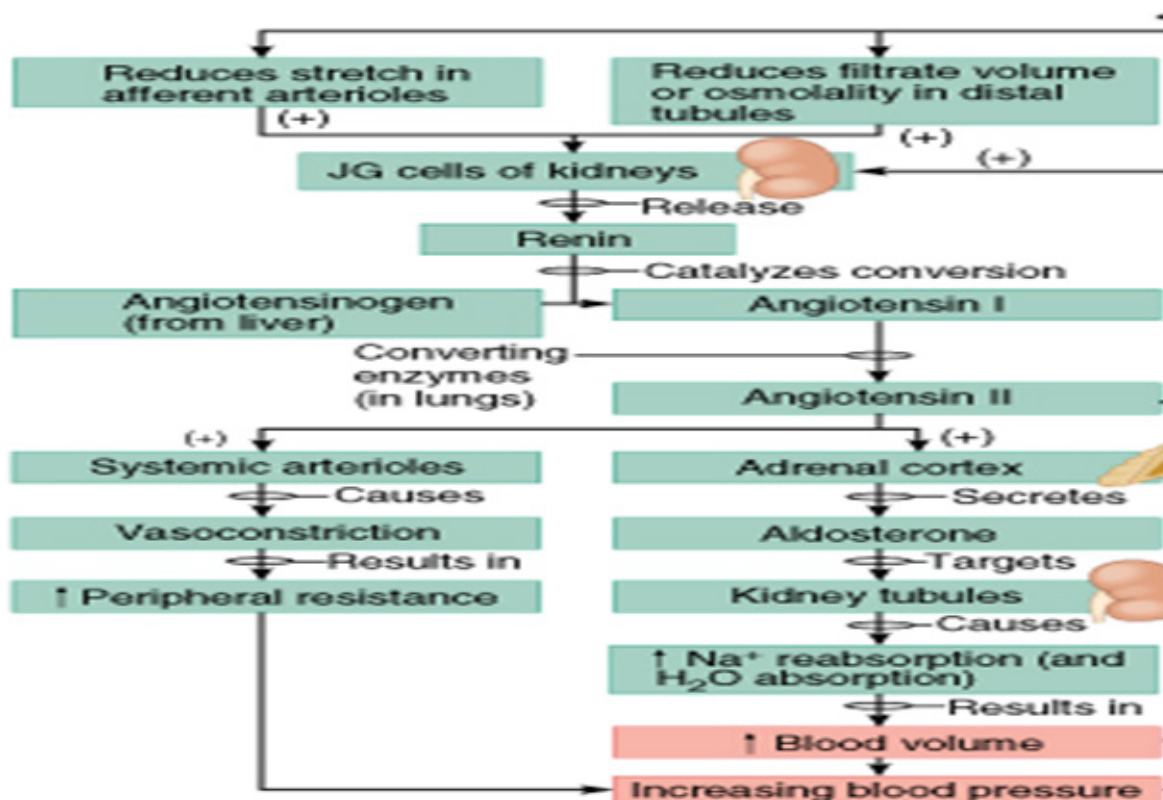 Reduces stretch in
afferent arterioles
(+)
Reduces filtrate volume
or osmolality in distal
tubules
(+)
(+)
JG cells of kidneys
Release
Renin
Catalyzes conversion
Angiotensinogen
(from liver)
Angiotensin I
Converting
enzymes
(in lungs)
Angiotensin II
(+)
(+)
Systemic arterioles
Causes
Vasoconstriction
Results in
↑ Peripheral resistance
Adrenal cortex
Secretes
Aldosterone
Targets
Kidney tubules
Causes
↑ Na⁺ reabsorption (and
H₂O absorption)
Results in
↑ Blood volume
Increasing blood pressure